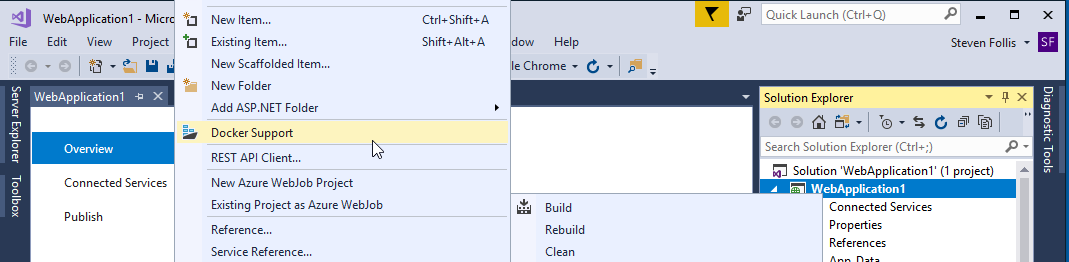 WebApplication1 - Micro
Quick Launch (Ctrl+Q)
File Edit View Project
dow Help
Steven Follis SF
le Chrome
New Item... Ctrl+Shift+A
Existing Item... Shift+Alt+A
New Scaffolded Item...
New Folder
Add ASP.NET Folder
Docker Support
REST API Client...
New Azure WebJob Project
Existing Project as Azure WebJob
Reference...
Service Reference...
Build
Rebuild
Clean
Server Explorer
Toolbox
WebApplication1
Overview
Connected Services
Publish
Solution Explorer
Search Solution Explorer (Ctrl+;)
Solution 'WebApplication1' (1 project)
WebApplication1
Connected Services
Properties
References
App_Data
Diagnostic Tools